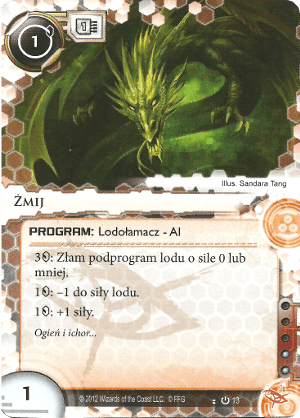 1
1
Illus. Sandara Tang
ŻMIJ
PROGRAM: Lodołamacz - AI
3: Złam podprogram lodu o sile 0 lub
mniej.
1: –1 do siły lodu.
1: +1 siły.
Ogień i ichor...
1
© 2012 Wizards of the Coast LLC. © FFG
13